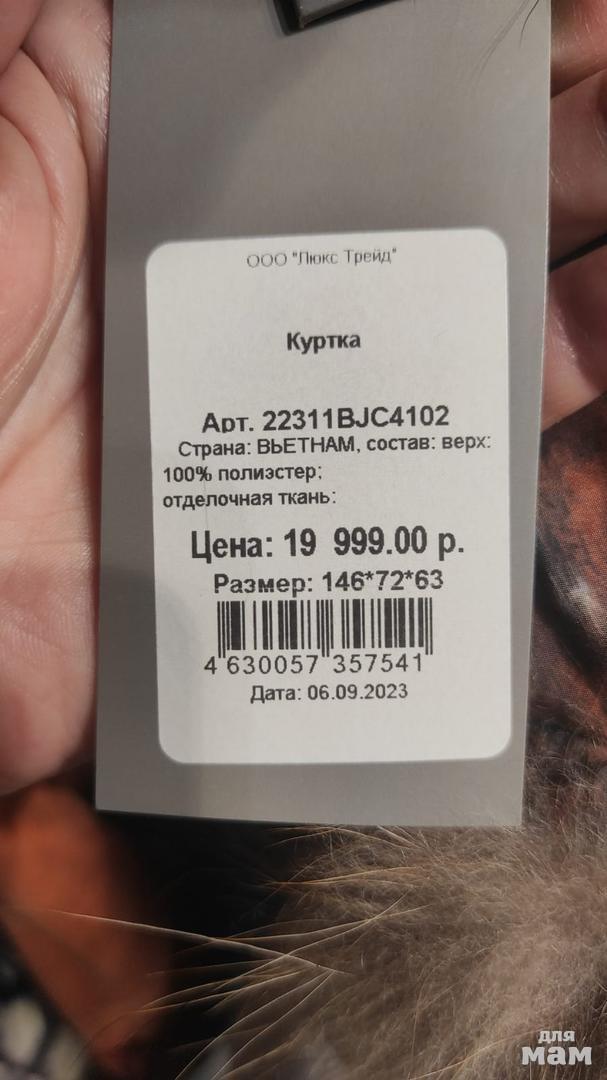 ООО "Люкс Трейд"
Куртка
Арт. 22311BJC4102
Страна: ВЬЕТНАМ, состав: верх:
100% полиэстер;
отделочная ткань:
Цена: 19 999.00 р.
Размер: 146*72*63
4 630057 357541
Дата: 06.09.2023
для
мам